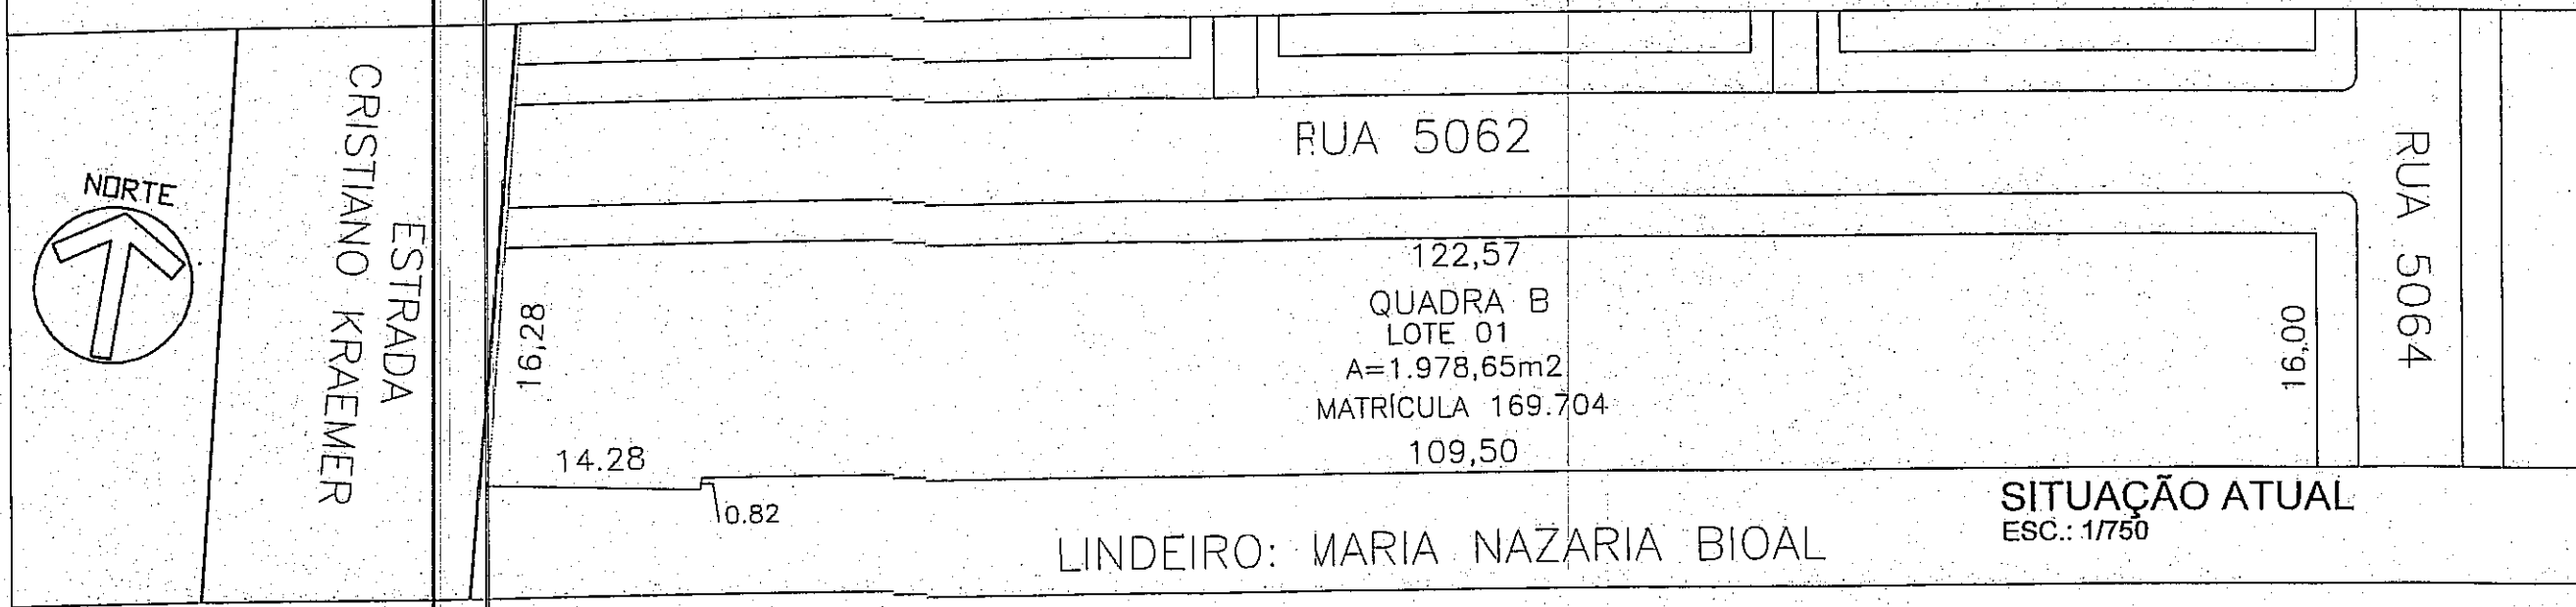 NORTE
ESTRADA
CRISTIANO KRAEMER
RUA 5062
RUA 5064
122,57
QUADRA B
LOTE 01
A=1.978,65m2
MATRÍCULA 169.704
109,50
16,28
16,00
14.28
0.82
LINDEIRO: MARIA NAZARIA BIOAL
SITUAÇÃO ATUAL
ESC.: 1/750